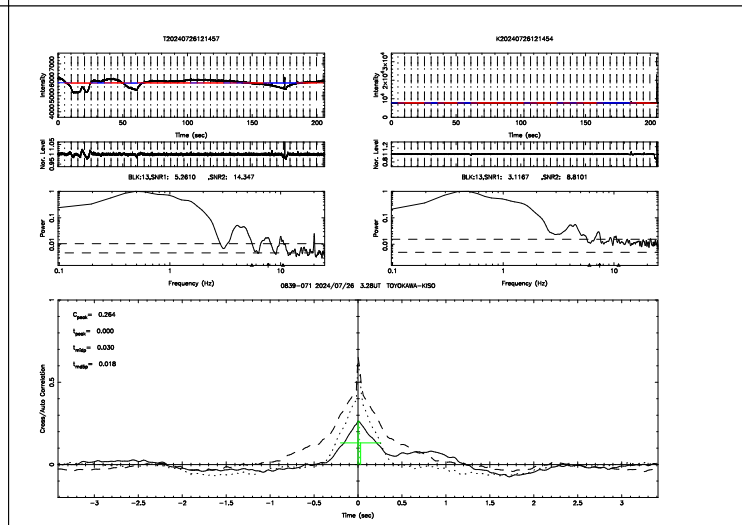 T20240726121457
K20240726121454
Intensity
4000 5000 6000 7000
0 50 100 150 200
Time (sec)
Intensity
0 10⁴ 2×10⁴ 3×10⁴
0 50 100 150 200
Time (sec)
Nor. Level
0.95 1 1.05
Nor. Level
0.8 1 1.2
BLK:13,SNR1: 5.2610 ,SNR2: 14.347
BLK:13,SNR1: 3.1167 ,SNR2: 8.8101
Power
1
0.1
0.01
0.1 1 10
Frequency (Hz)
Power
1
0.1
0.01
0.1 1 10
Frequency (Hz)
0839-071 2024/07/26 3.28UT TOYOKAWA-KISO
Cpeak= 0.264
tpeak= 0.000
tmidp= 0.030
tmdbp= 0.018
Cross/Auto Correlation
1
0.5
0
-3 -2.5 -2 -1.5 -1 -0.5 0 0.5 1 1.5 2 2.5 3
Time (sec)